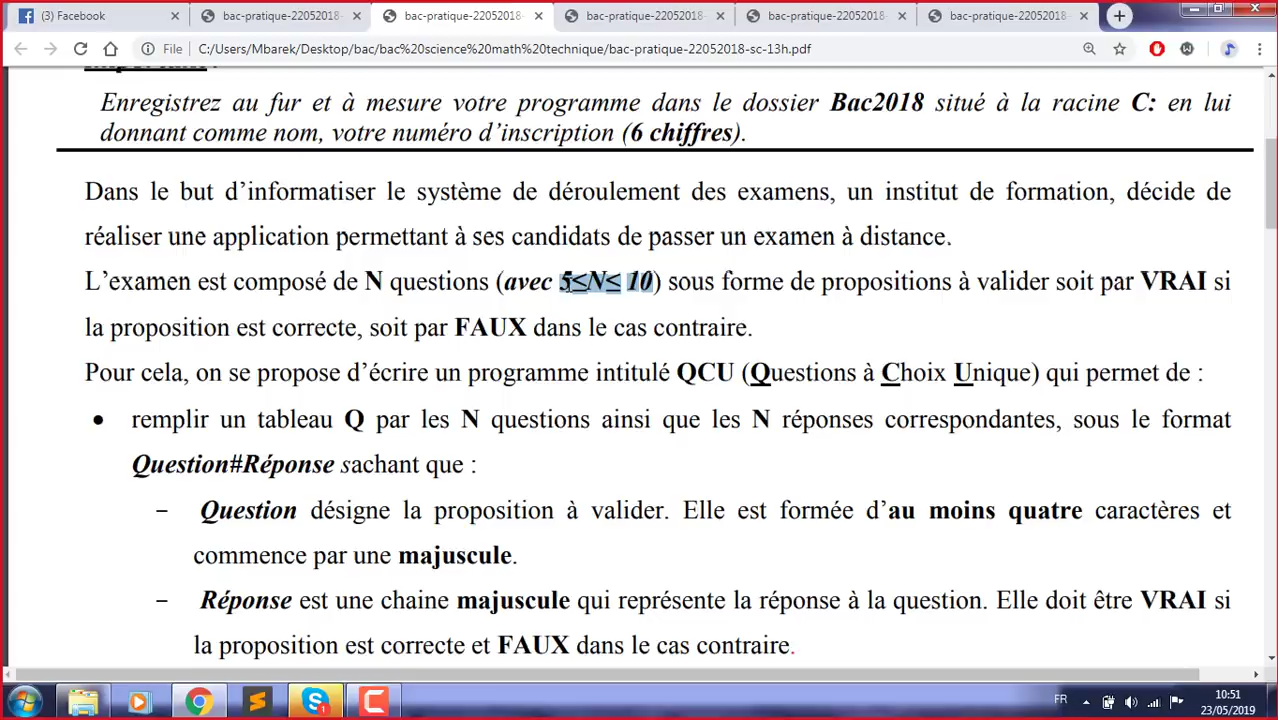 (3) Facebook
bac-pratique-22052018-
bac-pratique-22052018-
bac-pratique-22052018-
bac-pratique-22052018-
bac-pratique-22052018-
File
C:/Users/Mbarek/Desktop/bac/bac%20science%20math%20technique/bac-pratique-22052018-sc-13h.pdf
Enregistrez au fur et à mesure votre programme dans le dossier Bac2018 situé à la racine C: en lui
donnant comme nom, votre numéro d'inscription (6 chiffres).
Dans le but d'informatiser le système de déroulement des examens, un institut de formation, décide de
réaliser une application permettant à ses candidats de passer un examen à distance.
L'examen est composé de N questions (avec 5≤N≤ 10) sous forme de propositions à valider soit par VRAI si
la proposition est correcte, soit par FAUX dans le cas contraire.
Pour cela, on se propose d'écrire un programme intitulé QCU (Questions à Choix Unique) qui permet de :
• remplir un tableau Q par les N questions ainsi que les N réponses correspondantes, sous le format
Question#Réponse sachant que :
− Question désigne la proposition à valider. Elle est formée d'au moins quatre caractères et
commence par une majuscule.
− Réponse est une chaine majuscule qui représente la réponse à la question. Elle doit être VRAI si
la proposition est correcte et FAUX dans le cas contraire.
FR
10:51
23/05/2019